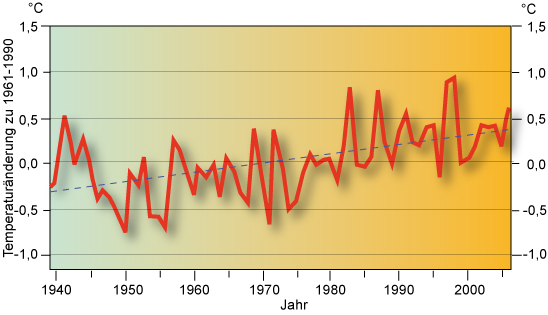 °C °C
1,5 1,5
1,0 1,0
0,5 0,5
0,0 0,0
-0,5 -0,5
-1,0 -1,0
Temperaturänderung zu 1961-1990
1940 1950 1960 1970 1980 1990 2000
Jahr